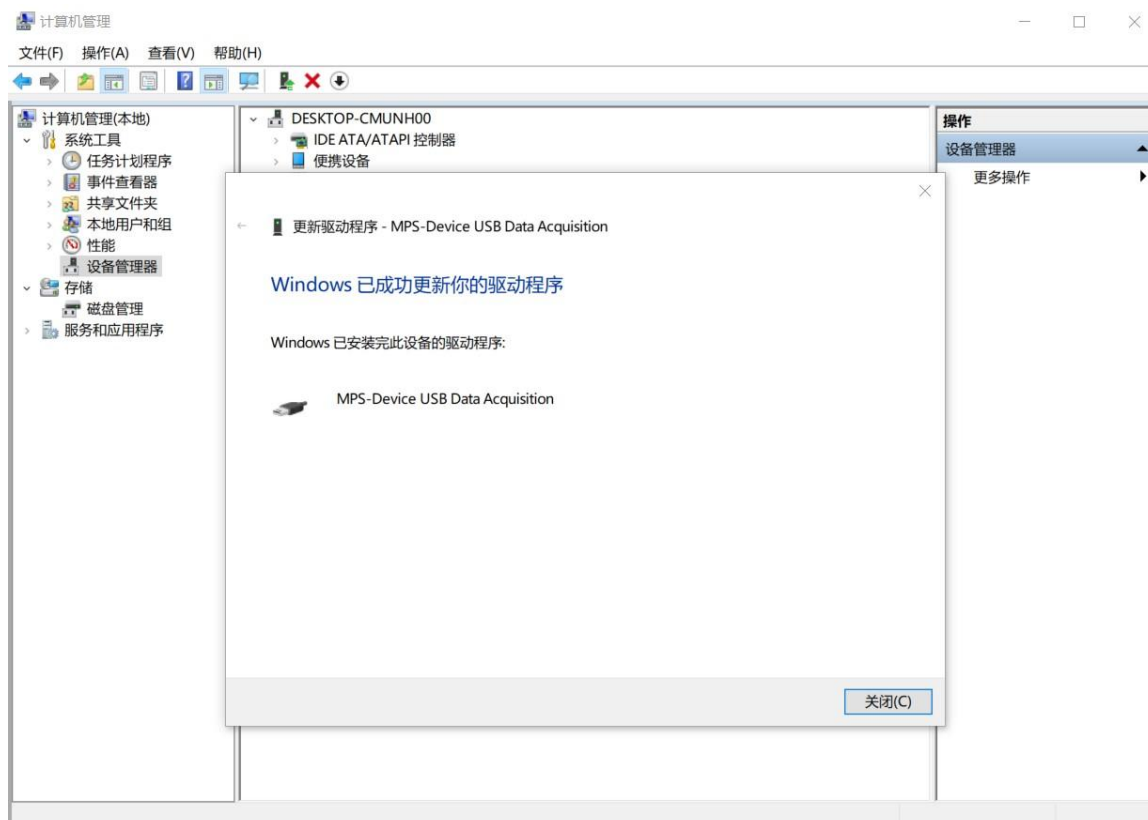 计算机管理
文件(F) 操作(A) 查看(V) 帮助(H)
计算机管理(本地)
系统工具
任务计划程序
事件查看器
共享文件夹
本地用户和组
性能
设备管理器
存储
磁盘管理
服务和应用程序
DESKTOP-CMUNH00
IDE ATA/ATAPI 控制器
便携设备
更新驱动程序 - MPS-Device USB Data Acquisition
Windows 已成功更新你的驱动程序
Windows 已安装完此设备的驱动程序:
MPS-Device USB Data Acquisition
关闭(C)
操作
设备管理器
更多操作